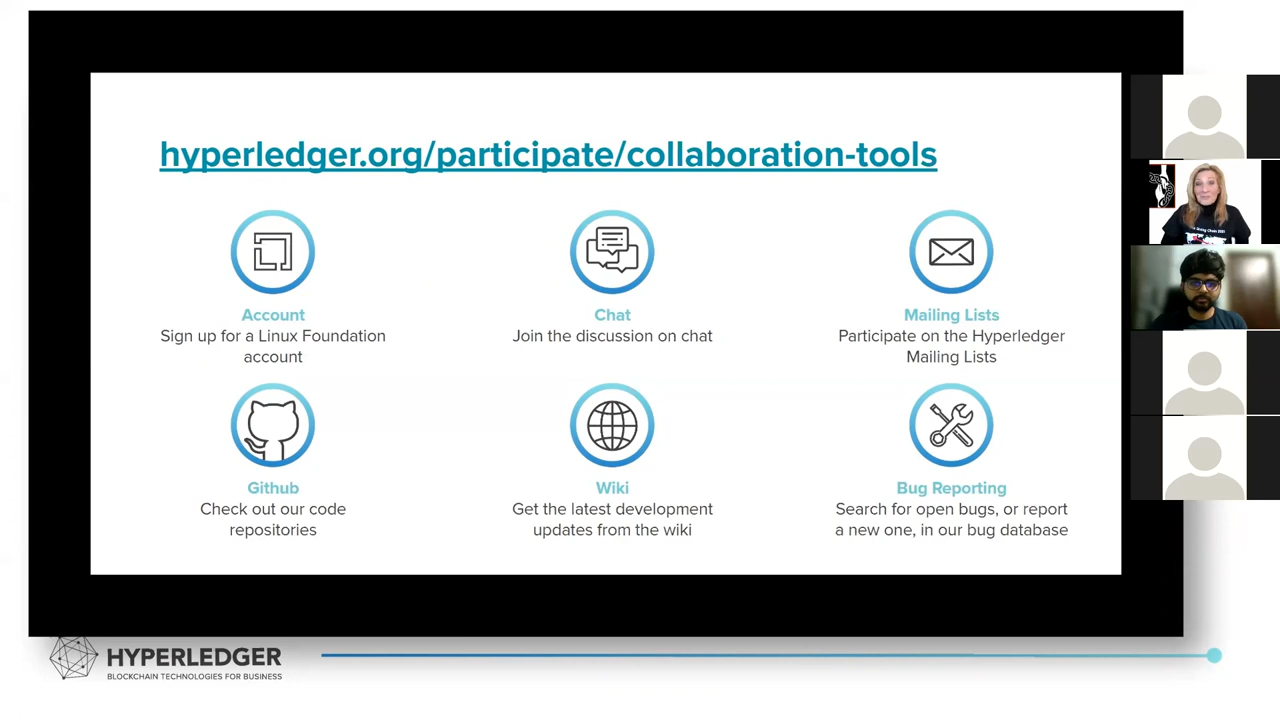 hyperledger.org/participate/collaboration-tools
Account
Sign up for a Linux Foundation
account
Chat
Join the discussion on chat
Mailing Lists
Participate on the Hyperledger
Mailing Lists
Github
Check out our code
repositories
Wiki
Get the latest development
updates from the wiki
Bug Reporting
Search for open bugs, or report
a new one, in our bug database
HYPERLEDGER
BLOCKCHAIN TECHNOLOGIES FOR BUSINESS